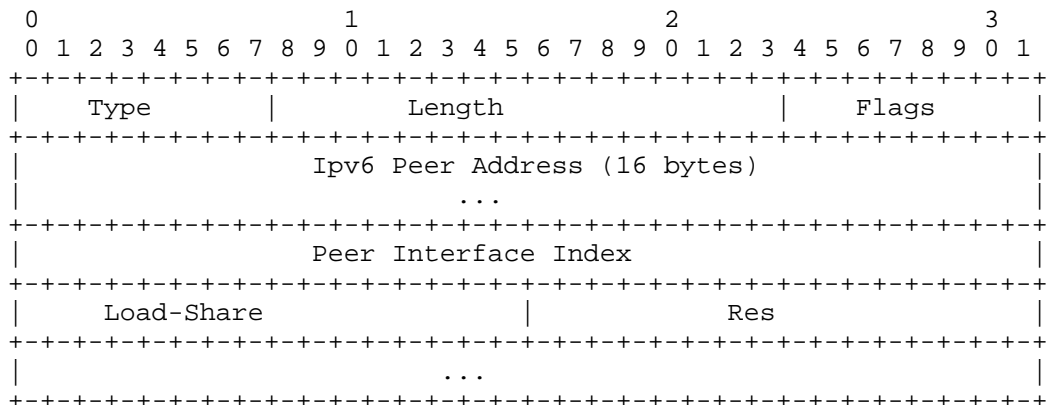 0                   1                   2                   3
 0 1 2 3 4 5 6 7 8 9 0 1 2 3 4 5 6 7 8 9 0 1 2 3 4 5 6 7 8 9 0 1
+-+-+-+-+-+-+-+-+-+-+-+-+-+-+-+-+-+-+-+-+-+-+-+-+-+-+-+-+-+-+-+-+
|    Type       |        Length                 |    Flags      |
+-+-+-+-+-+-+-+-+-+-+-+-+-+-+-+-+-+-+-+-+-+-+-+-+-+-+-+-+-+-+-+-+
|                  Ipv6 Peer Address (16 bytes)                 |
|                           ...                                 |
+-+-+-+-+-+-+-+-+-+-+-+-+-+-+-+-+-+-+-+-+-+-+-+-+-+-+-+-+-+-+-+-+
|                  Peer Interface Index                         |
+-+-+-+-+-+-+-+-+-+-+-+-+-+-+-+-+-+-+-+-+-+-+-+-+-+-+-+-+-+-+-+-+
|     Load-Share                |            Res                |
+-+-+-+-+-+-+-+-+-+-+-+-+-+-+-+-+-+-+-+-+-+-+-+-+-+-+-+-+-+-+-+-+
|                          ...                                  |
+-+-+-+-+-+-+-+-+-+-+-+-+-+-+-+-+-+-+-+-+-+-+-+-+-+-+-+-+-+-+-+-+